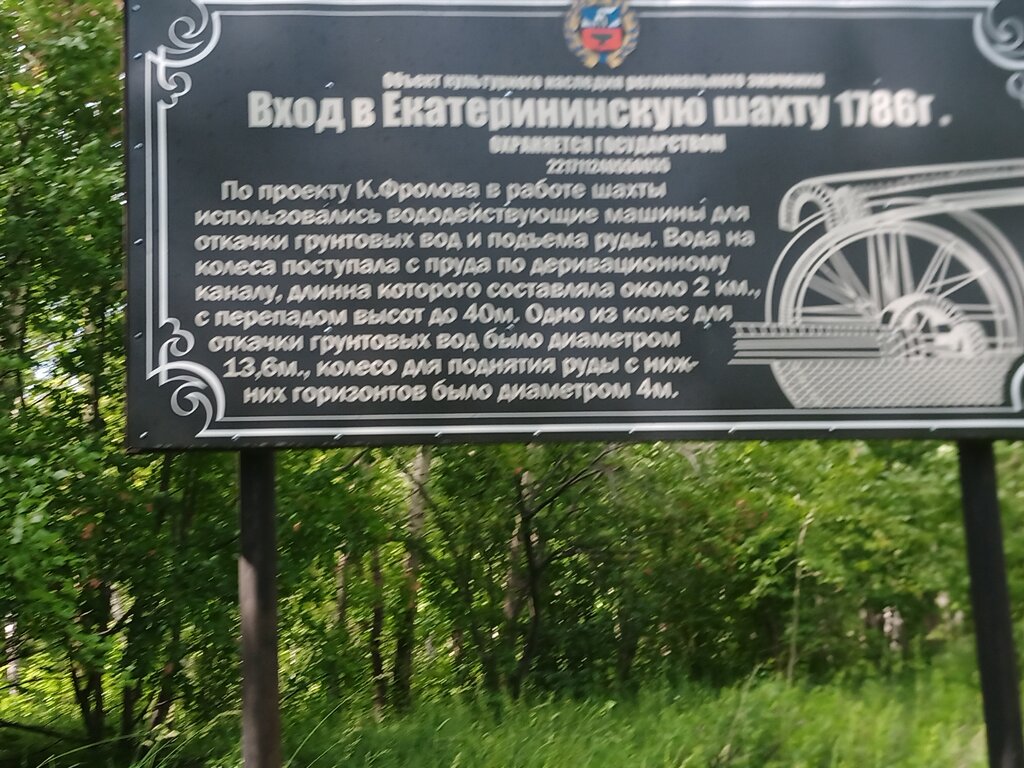 Объект культурного наследия регионального значения
Вход в Екатерининскую шахту 1786г.
ОХРАНЯЕТСЯ ГОСУДАРСТВОМ
По проекту К.Фролова в работе шахты
использовались вододействующие машины для
откачки грунтовых вод и подъема руды. Вода на
колеса поступала с пруда по деривационному
каналу, длинна которого составляла около 2 км.,
с перепадом высот до 40м. Одно из колес для
откачки грунтовых вод было диаметром
13,6м., колесо для поднятия руды с ниж-
них горизонтов было диаметром 4м.